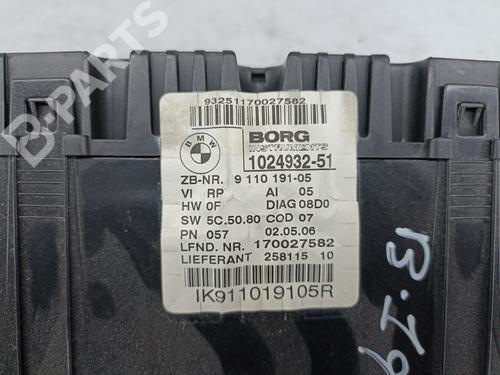 B-PARTS
93251170027582
BMW
BORG
INSTRUMENTS
1024932-51
ZB-NR. 9 110 191-05
VI RP AI 05
HW 0F DIAG 08D0
SW 5C.50.80 COD 07
PN 057 02.05.06
LFND. NR. 170027582
LIEFERANT 258115 10
IK911019105R